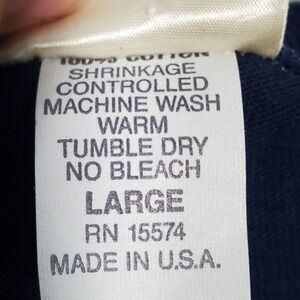 100% COTTON
SHRINKAGE
CONTROLLED
MACHINE WASH
WARM
TUMBLE DRY
NO BLEACH
LARGE
RN 15574
MADE IN U.S.A.